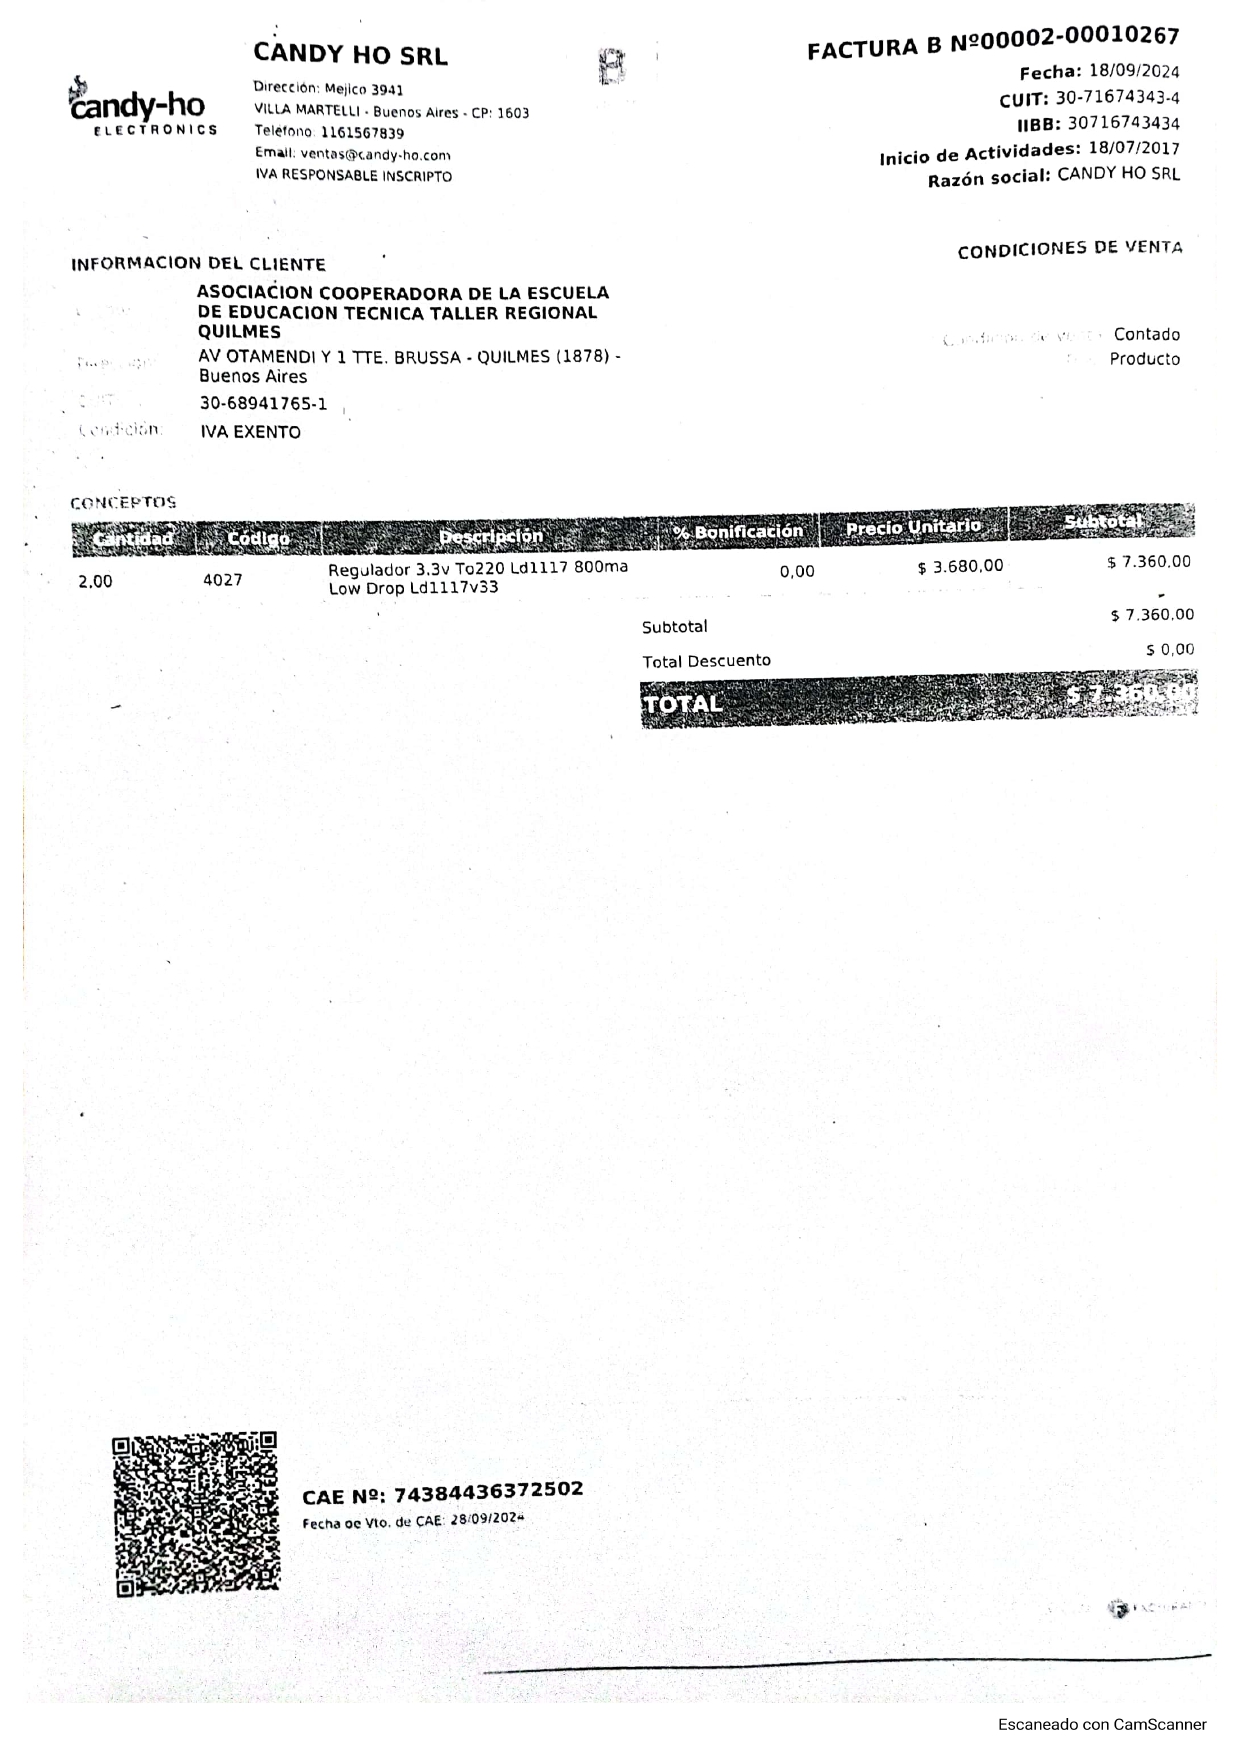 candy-ho
ELECTRONICS
CANDY HO SRL
Dirección: Mejico 3941
VILLA MARTELLI - Buenos Aires - CP: 1603
Teléfono: 1161567839
Email: ventas@candy-ho.com
IVA RESPONSABLE INSCRIPTO
B
FACTURA B Nº00002-00010267
Fecha: 18/09/2024
CUIT: 30-71674343-4
IIBB: 30716743434
Inicio de Actividades: 18/07/2017
Razón social: CANDY HO SRL
INFORMACION DEL CLIENTE
ASOCIACION COOPERADORA DE LA ESCUELA
DE EDUCACION TECNICA TALLER REGIONAL
QUILMES
AV OTAMENDI Y 1 TTE. BRUSSA - QUILMES (1878) -
Buenos Aires
CUIT 30-68941765-1
Condición: IVA EXENTO
CONDICIONES DE VENTA
Condiciones de venta Contado
Producto
CONCEPTOS
Cantidad Código Descripción % Bonificación Precio Unitario Subtotal
2.00 4027 Regulador 3.3v To220 Ld1117 800ma 0,00 $ 3.680,00 $ 7.360.00
Low Drop Ld1117v33
Subtotal $ 7.360.00
Total Descuento $ 0,00
TOTAL $ 7.360,00
CAE Nº: 74384436372502
Fecha de Vto. de CAE: 28/09/2024
Escaneado con CamScanner